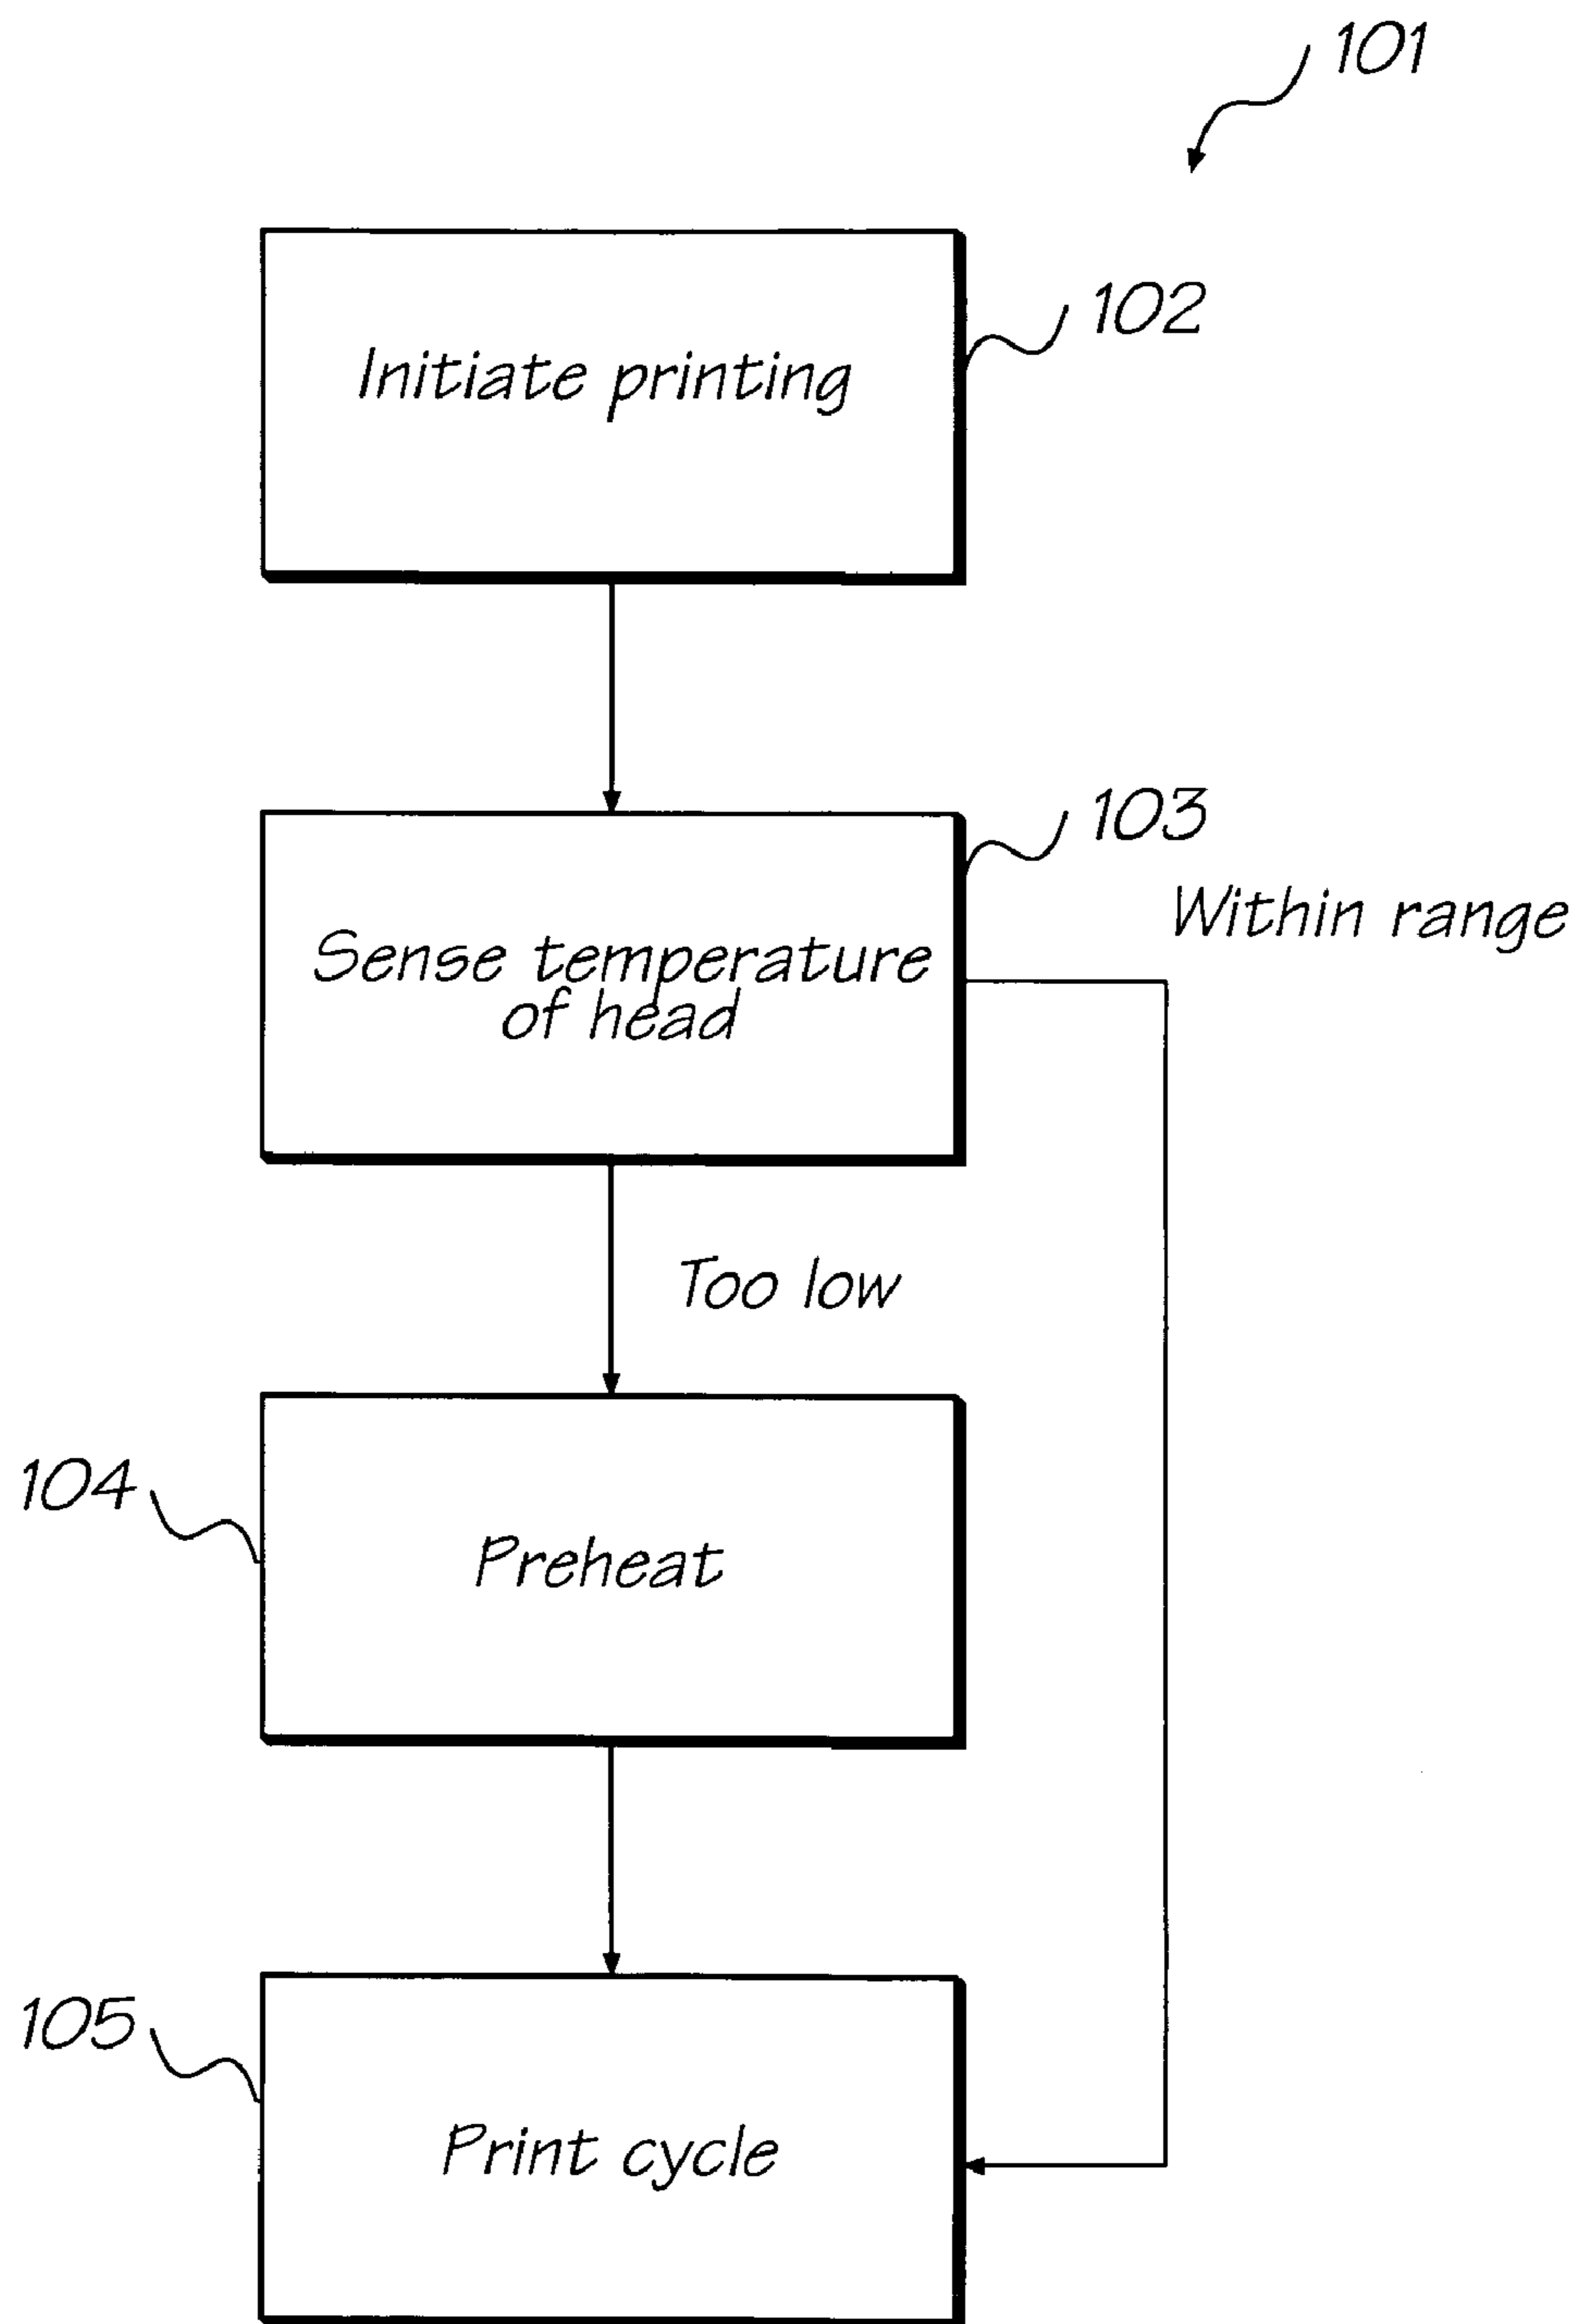 101
Initiate printing
102
103
Within range
Sense temperature
of head
Too low
104
Preheat
105
Print cycle